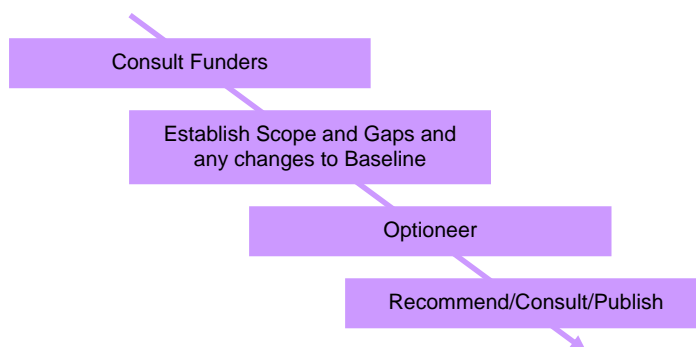 Consult Funders
Establish Scope and Gaps and
any changes to Baseline
Optioneer
Recommend/Consult/Publish